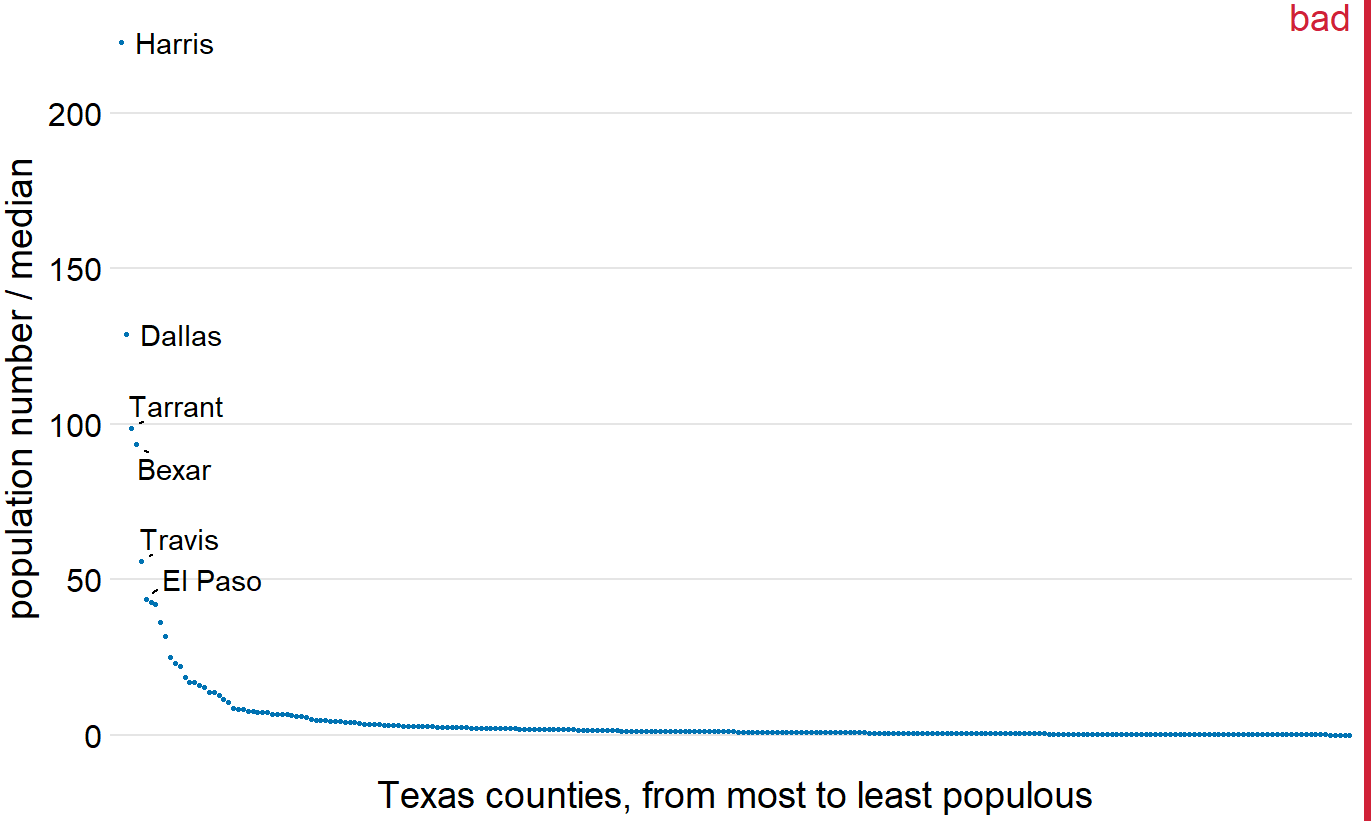 bad
Harris
200
150
Dallas
Tarrant
100
Bexar
Travis
El Paso
50
0
population number / median
Texas counties, from most to least populous